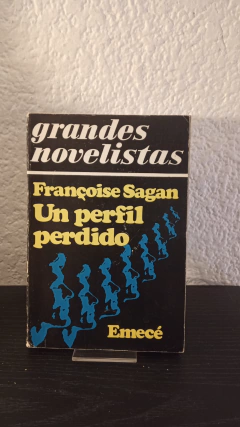 grandes
novelistas
Françoise Sagan
Un perfil
perdido
Emecé